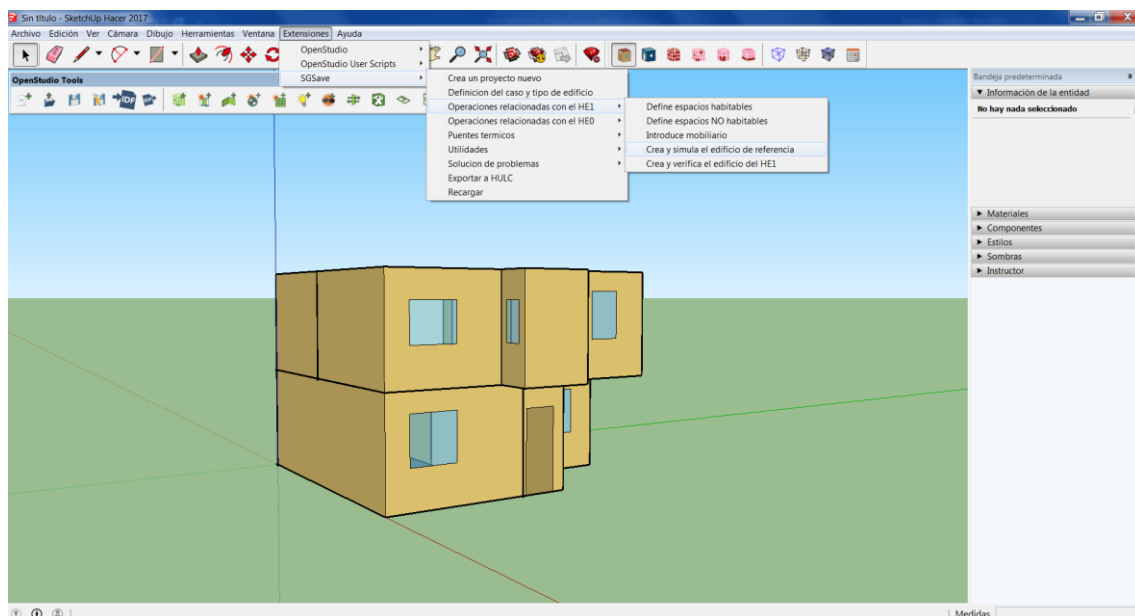 Sin título - SketchUp Hacer 2017
Archivo Edición Ver Cámara Dibujo Herramientas Ventana Extensiones Ayuda
OpenStudio
OpenStudio User Scripts
SGSave
OpenStudio Tools
IDF
Crea un proyecto nuevo
Definicion del caso y tipo de edificio
Operaciones relacionadas con el HE1
Operaciones relacionadas con el HE0
Puentes termicos
Utilidades
Solucion de problemas
Exportar a HULC
Recargar
Define espacios habitables
Define espacios NO habitables
Introduce mobiliario
Crea y simula el edificio de referencia
Crea y verifica el edificio del HE1
Bandeja predeterminada
Información de la entidad
No hay nada seleccionado
Materiales
Componentes
Estilos
Sombras
Instructor
Medidas